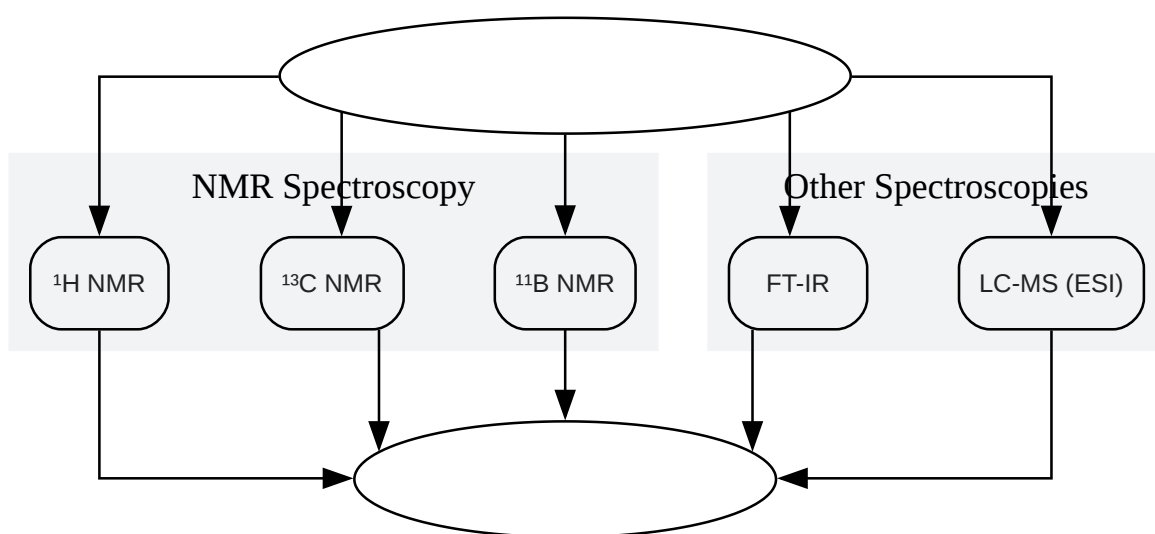 NMR Spectroscopy
Other Spectroscopies
¹H NMR
¹³C NMR
¹¹B NMR
FT-IR
LC-MS (ESI)